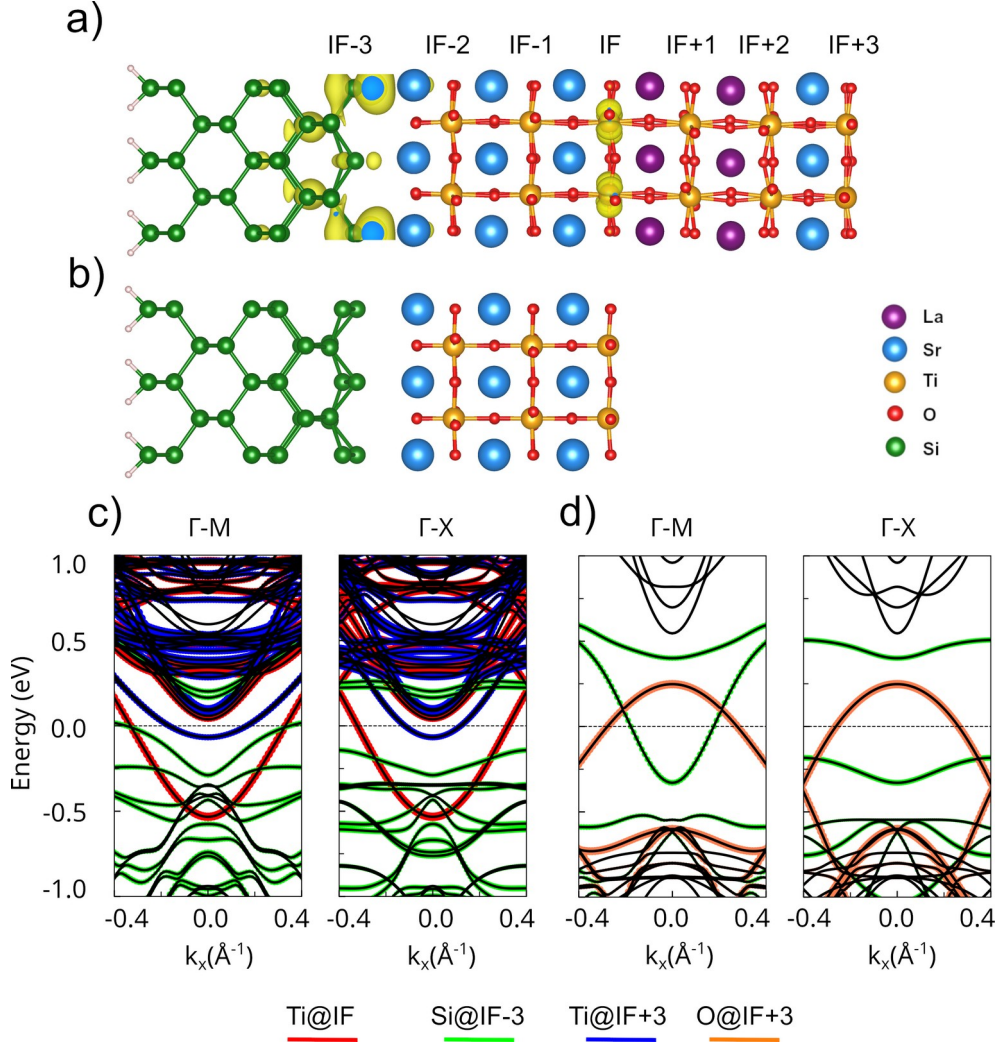 a)
IF-3 IF-2 IF-1 IF IF+1 IF+2 IF+3
b)
La
Sr
Ti
O
Si
c) d)
Γ-M Γ-X Γ-M Γ-X
Energy (eV)
1.0
0.5
0.0
-0.5
-1.0
-0.4 0.0 0.4 -0.4 0.0 0.4 -0.4 0.0 0.4 -0.4 0.0 0.4
kₓ(Å⁻¹) kₓ(Å⁻¹) kₓ(Å⁻¹) kₓ(Å⁻¹)
Ti@IF Si@IF-3 Ti@IF+3 O@IF+3